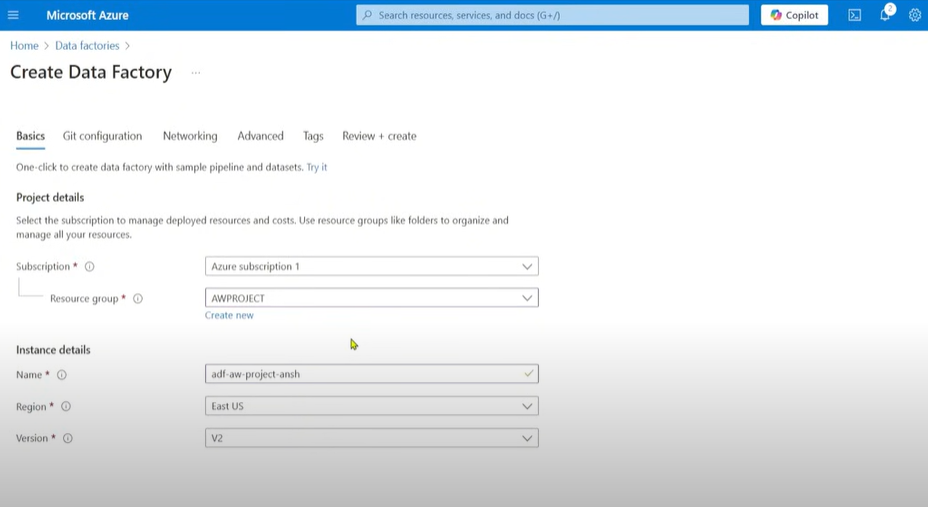 Microsoft Azure
Search resources, services, and docs (G+/)
Copilot
2
Home > Data factories >
Create Data Factory ...
Basics Git configuration Networking Advanced Tags Review + create
One-click to create data factory with sample pipeline and datasets. Try it
Project details
Select the subscription to manage deployed resources and costs. Use resource groups like folders to organize and
manage all your resources.
Subscription * Azure subscription 1
Resource group * AWPROJECT
Create new
Instance details
Name * adf-aw-project-ansh
Region * East US
Version * V2